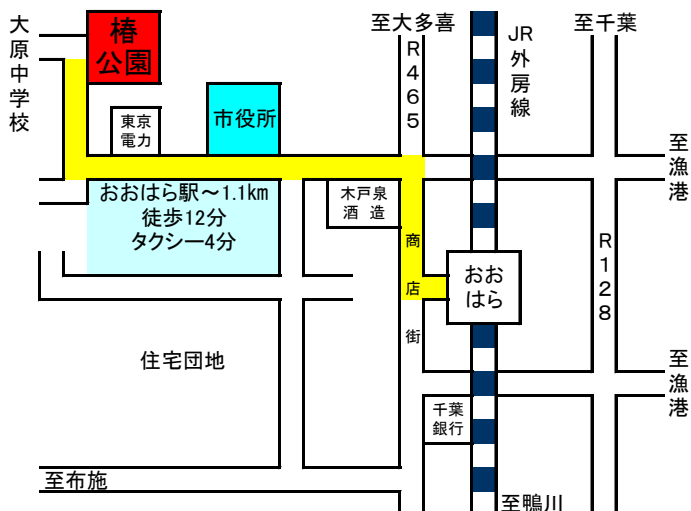 大原中学校
椿
公園
至大多喜
R465
JR外房線
至千葉
東京
電力
市役所
至漁港
おおはら駅～1.1km
徒歩12分
タクシー4分
木戸泉
酒 造
商店街
おお
はら
R128
住宅団地
至漁港
千葉
銀行
至布施
至鴨川